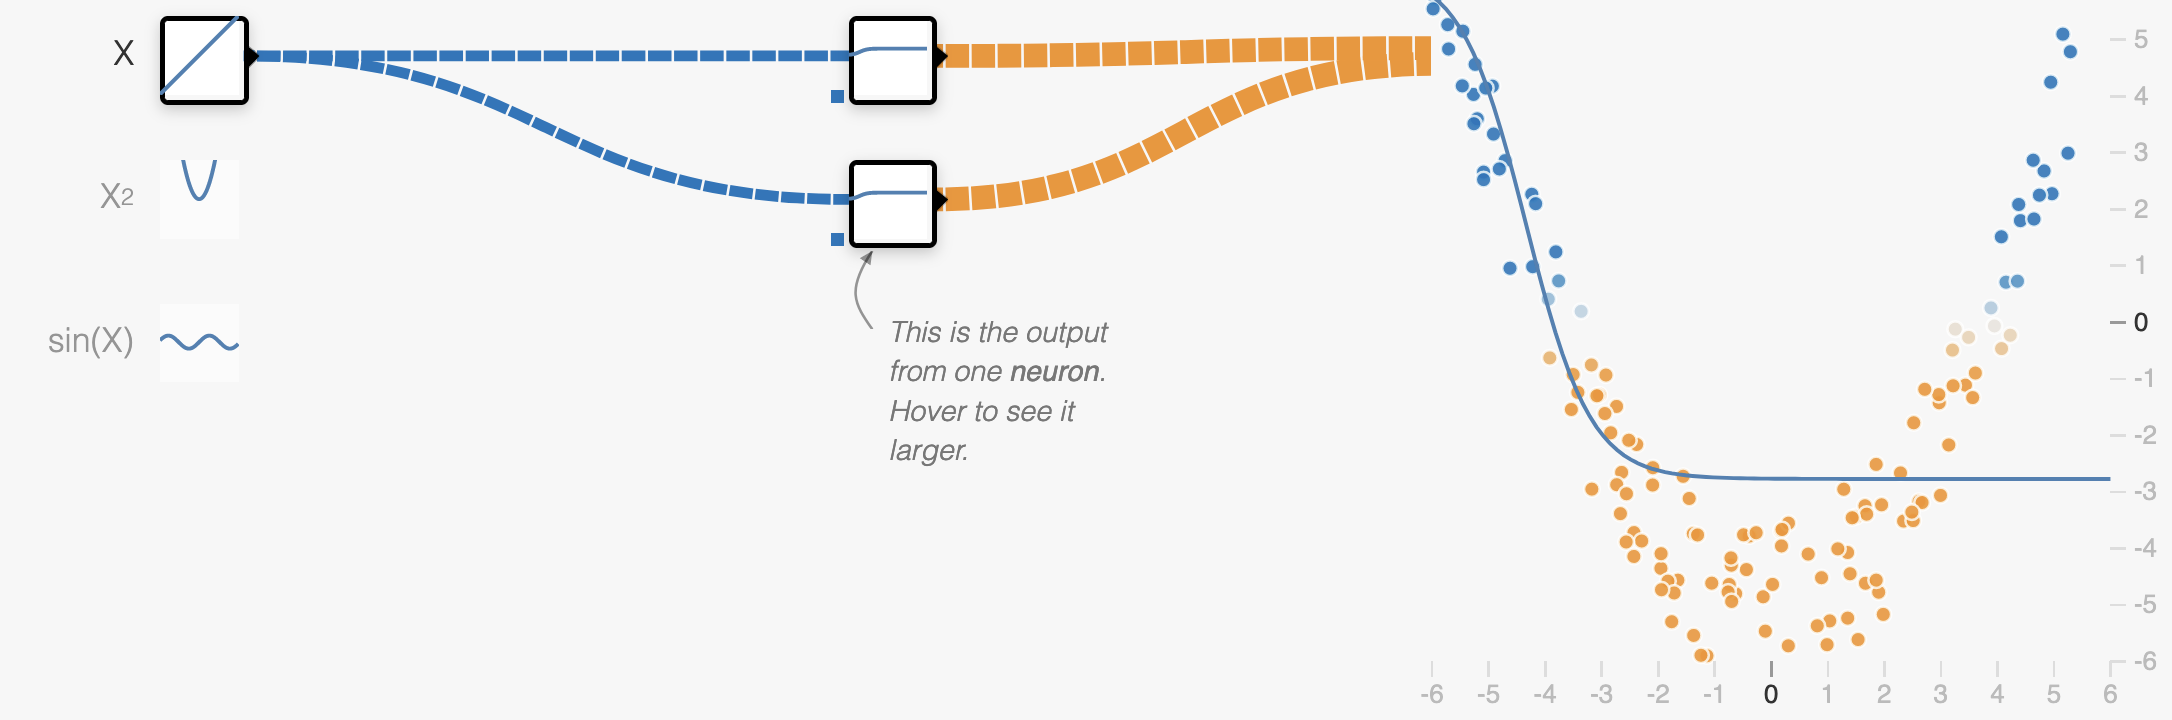 X
X2
sin(X)
This is the output
from one neuron.
Hover to see it
larger.
5
4
3
2
1
0
-1
-2
-3
-4
-5
-6
-6 -5 -4 -3 -2 -1 0 1 2 3 4 5 6